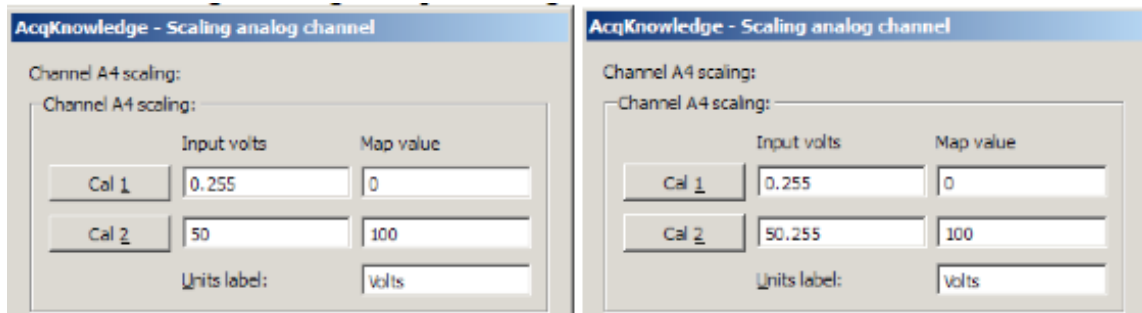 AcqKnowledge - Scaling analog channel
Channel A4 scaling:
Channel A4 scaling:
Input volts Map value
Cal 1 0.255 0
Cal 2 50 100
Units label: Volts
AcqKnowledge - Scaling analog channel
Channel A4 scaling:
Channel A4 scaling:
Input volts Map value
Cal 1 0.255 0
Cal 2 50.255 100
Units label: Volts